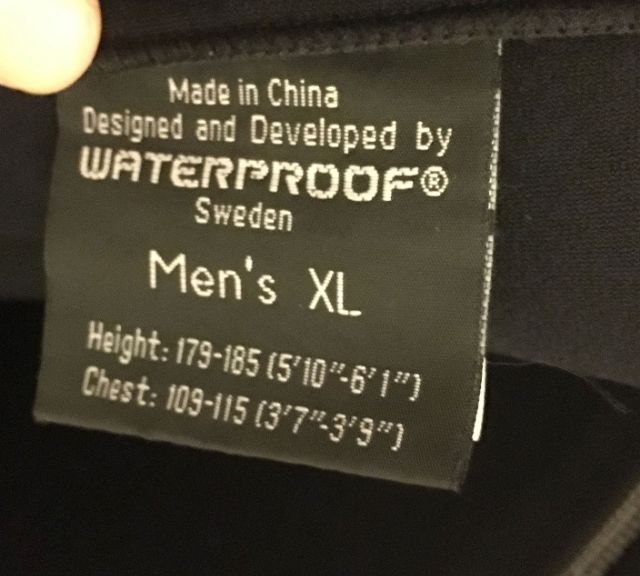 Made in China
Designed and Developed by
WATERPROOF®
Sweden
Men's XL
Height: 179-185 (5'10"-6'1")
Chest: 109-115 (3'7"-3'9")